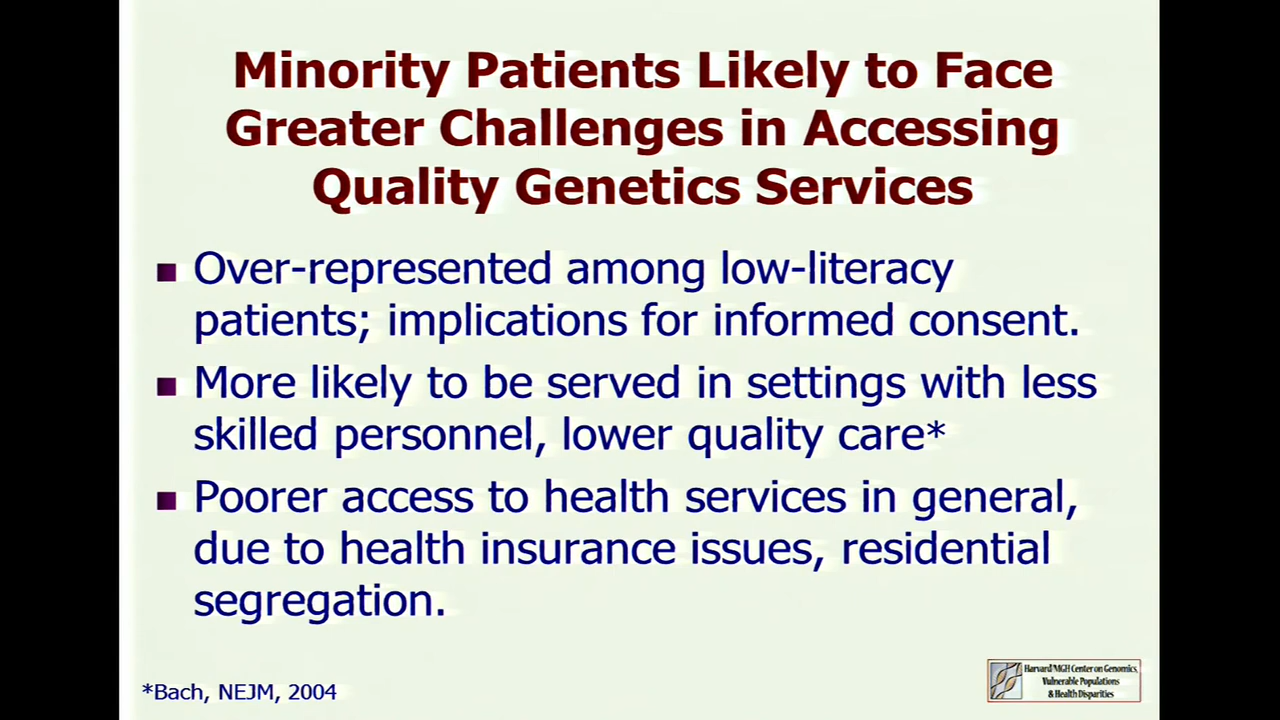 Minority Patients Likely to Face
Greater Challenges in Accessing
Quality Genetics Services
Over-represented among low-literacy
patients; implications for informed consent.
More likely to be served in settings with less
skilled personnel, lower quality care*
Poorer access to health services in general,
due to health insurance issues, residential
segregation.
*Bach, NEJM, 2004
Harvard/MGH Center on Genomics,
Vulnerable Populations
& Health Disparities